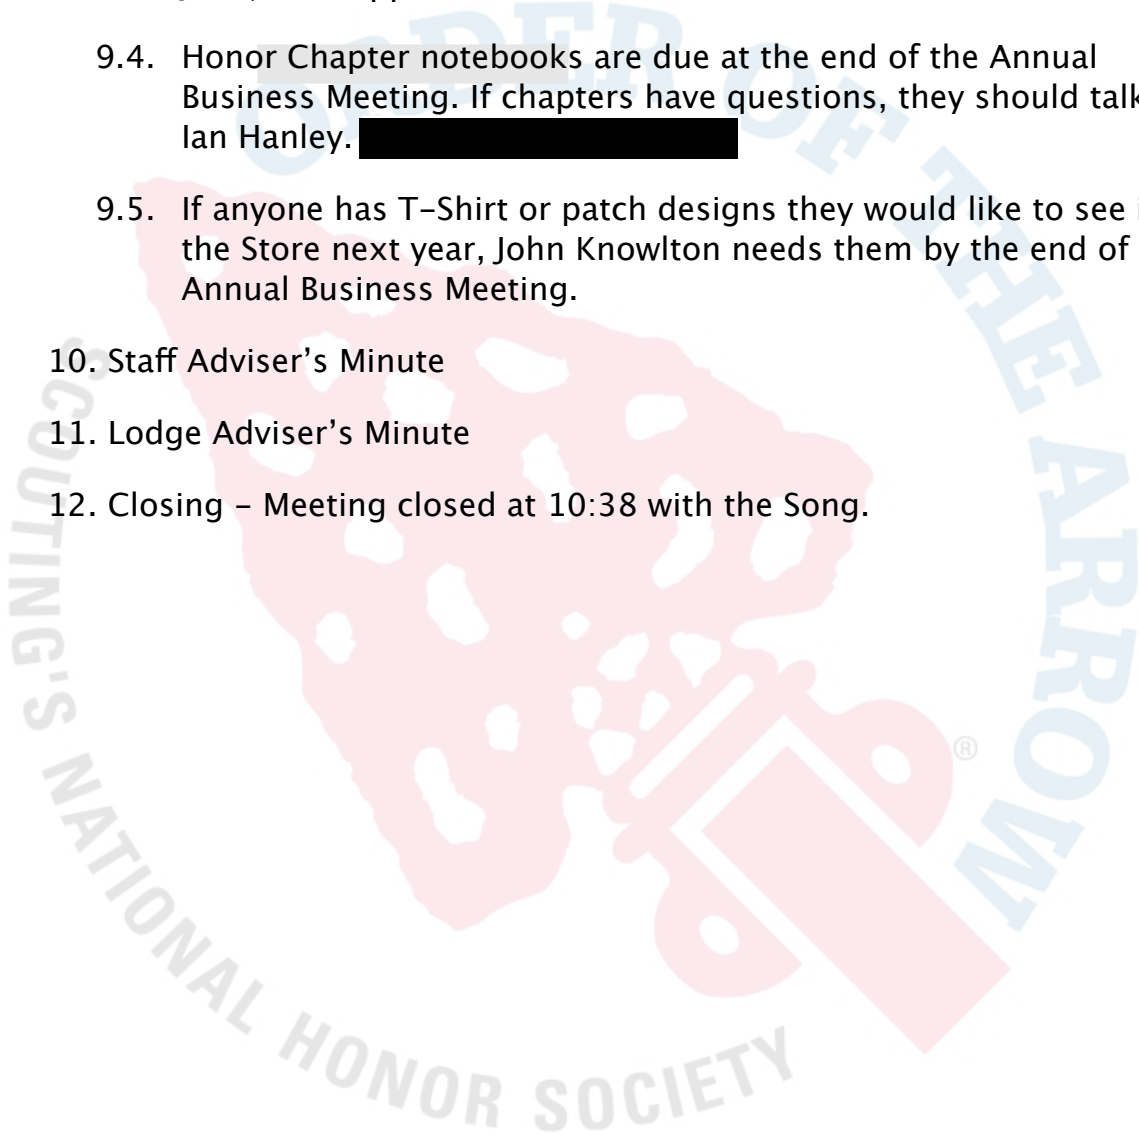 9.4. Honor Chapter notebooks are due at the end of the Annual
Business Meeting. If chapters have questions, they should talk
Ian Hanley.
9.5. If anyone has T-Shirt or patch designs they would like to see
the Store next year, John Knowlton needs them by the end of
Annual Business Meeting.
10. Staff Adviser’s Minute
11. Lodge Adviser’s Minute
12. Closing – Meeting closed at 10:38 with the Song.
ORDER OF THE ARROW
SCOUTING'S NATIONAL HONOR SOCIETY
®